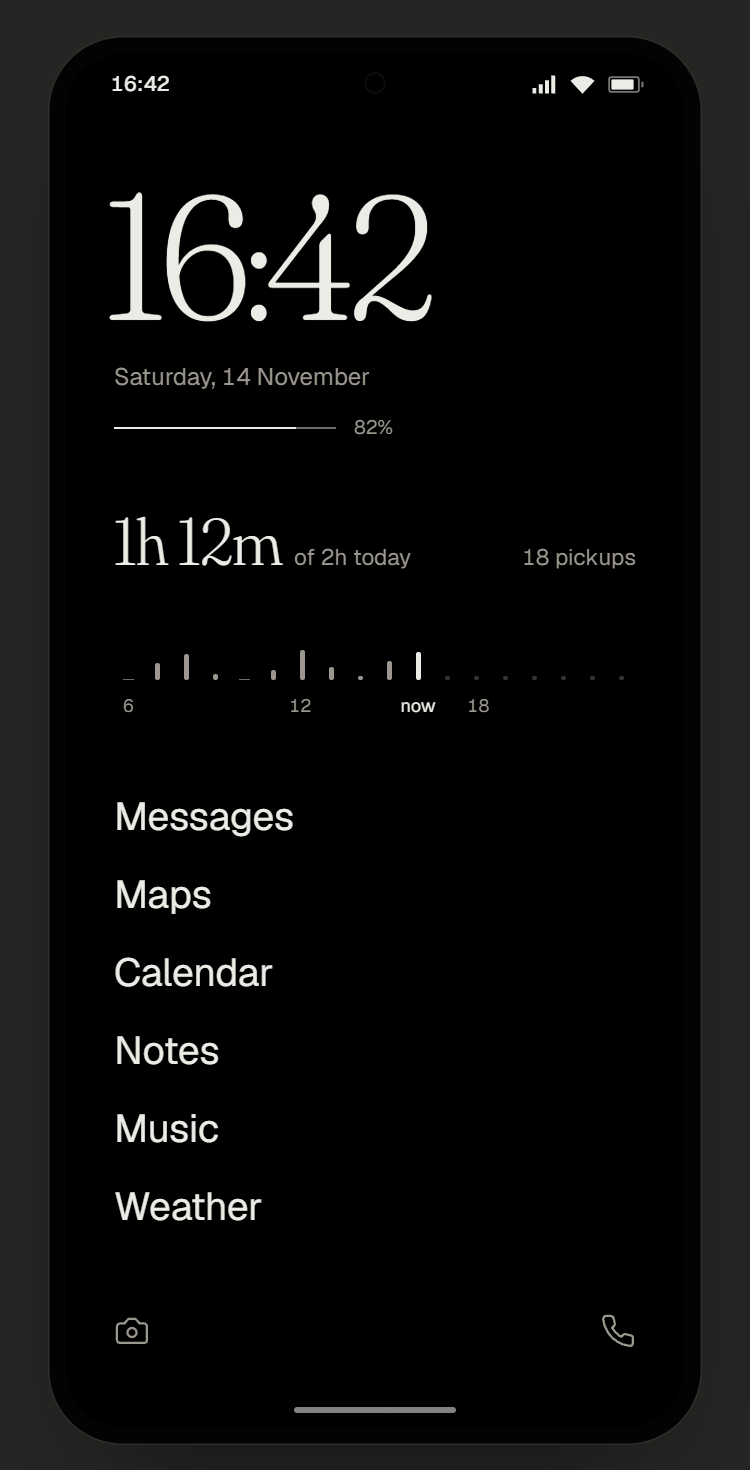 16:42
16:42
Saturday, 14 November
82%
1h 12m of 2h today 18 pickups
6 12 now 18
Messages
Maps
Calendar
Notes
Music
Weather